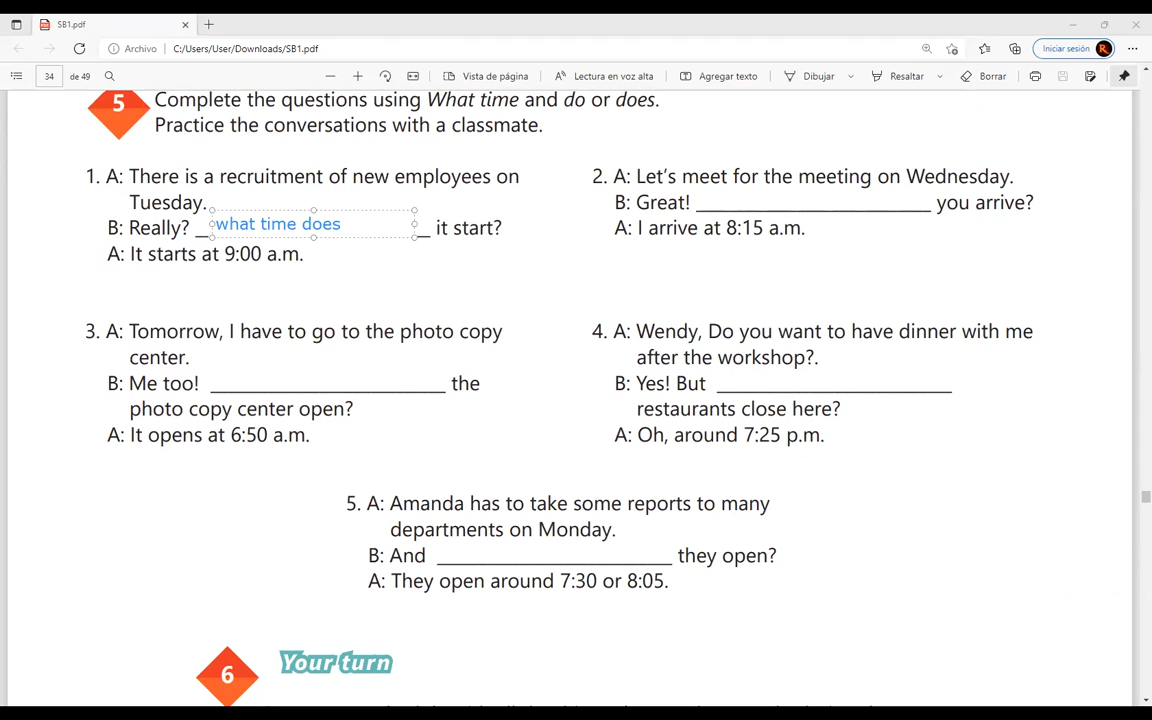 SB1.pdf
Archivo C:/Users/User/Downloads/SB1.pdf Iniciar sesión R
34 de 49 Vista de página Lectura en voz alta Agregar texto Dibujar Resaltar Borrar
5 Complete the questions using What time and do or does.
Practice the conversations with a classmate.
1. A: There is a recruitment of new employees on
Tuesday.
B: Really? _what time does_ it start?
A: It starts at 9:00 a.m.
2. A: Let's meet for the meeting on Wednesday.
B: Great! ______________________ you arrive?
A: I arrive at 8:15 a.m.
3. A: Tomorrow, I have to go to the photo copy
center.
B: Me too! ______________________ the
photo copy center open?
A: It opens at 6:50 a.m.
4. A: Wendy, Do you want to have dinner with me
after the workshop?.
B: Yes! But ______________________
restaurants close here?
A: Oh, around 7:25 p.m.
5. A: Amanda has to take some reports to many
departments on Monday.
B: And ______________________ they open?
A: They open around 7:30 or 8:05.
6 Your turn